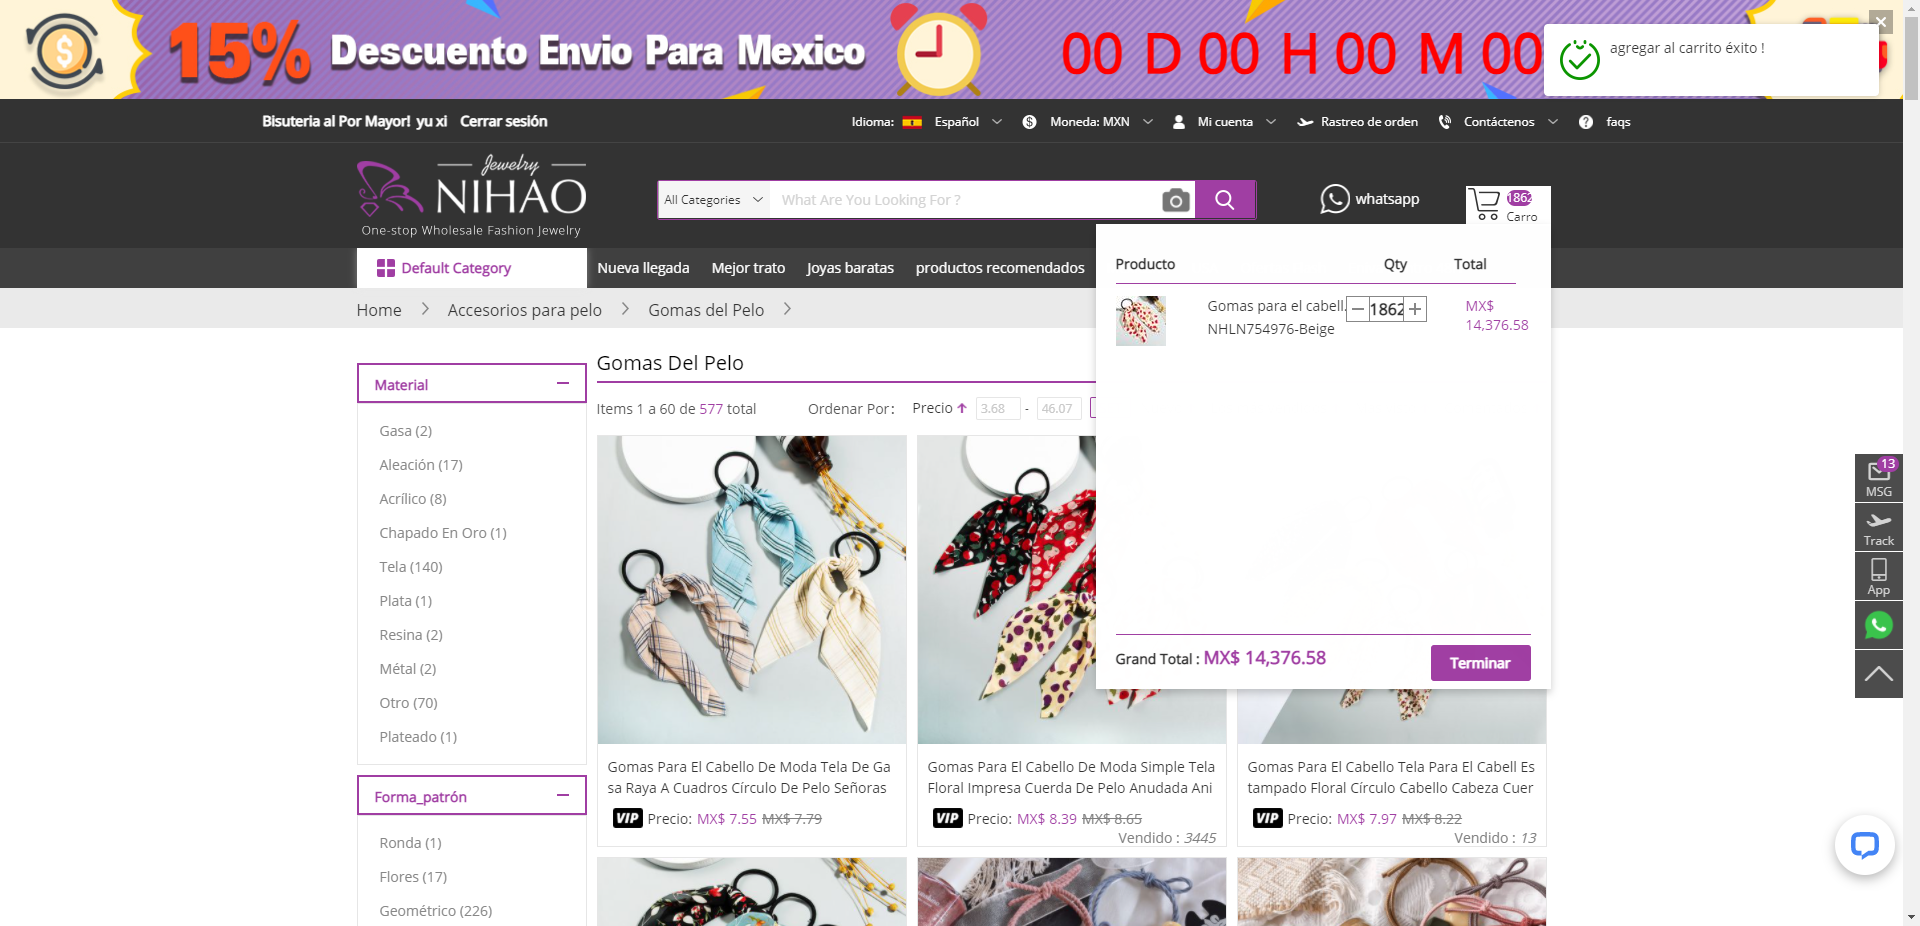 15% Descuento Envio Para Mexico 00 D 00 H 00 M 00
agregar al carrito éxito !
Bisuteria al Por Mayor! yu xi Cerrar sesión
Idioma: Español Moneda: MXN Mi cuenta Rastreo de orden Contáctenos faqs
Jewelry
NIHAO
One-stop Wholesale Fashion Jewelry
All Categories What Are You Looking For ?
whatsapp
1862
Carro
Default Category Nueva llegada Mejor trato Joyas baratas productos recomendados
Home Accesorios para pelo Gomas del Pelo
Producto Qty Total
Gomas para el cabell. 1862 MX$ 14,376.58
NHLN754976-Beige
Grand Total : MX$ 14,376.58 Terminar
Material
Gasa (2)
Aleación (17)
Acrílico (8)
Chapado En Oro (1)
Tela (140)
Plata (1)
Resina (2)
Métal (2)
Otro (70)
Plateado (1)
Forma_patrón
Ronda (1)
Flores (17)
Geométrico (226)
Gomas Del Pelo
Items 1 a 60 de 577 total Ordenar Por: Precio 3.68 - 46.07
Gomas Para El Cabello De Moda Tela De Ga
sa Raya A Cuadros Círculo De Pelo Señoras
VIP Precio: MX$ 7.55 MX$ 7.79
Gomas Para El Cabello De Moda Simple Tela
Floral Impresa Cuerda De Pelo Anudada Ani
VIP Precio: MX$ 8.39 MX$ 8.65
Vendido : 3445
Gomas Para El Cabello Tela Para El Cabell Es
tampado Floral Círculo Cabello Cabeza Cuer
VIP Precio: MX$ 7.97 MX$ 8.22
Vendido : 13
13
MSG
Track
App